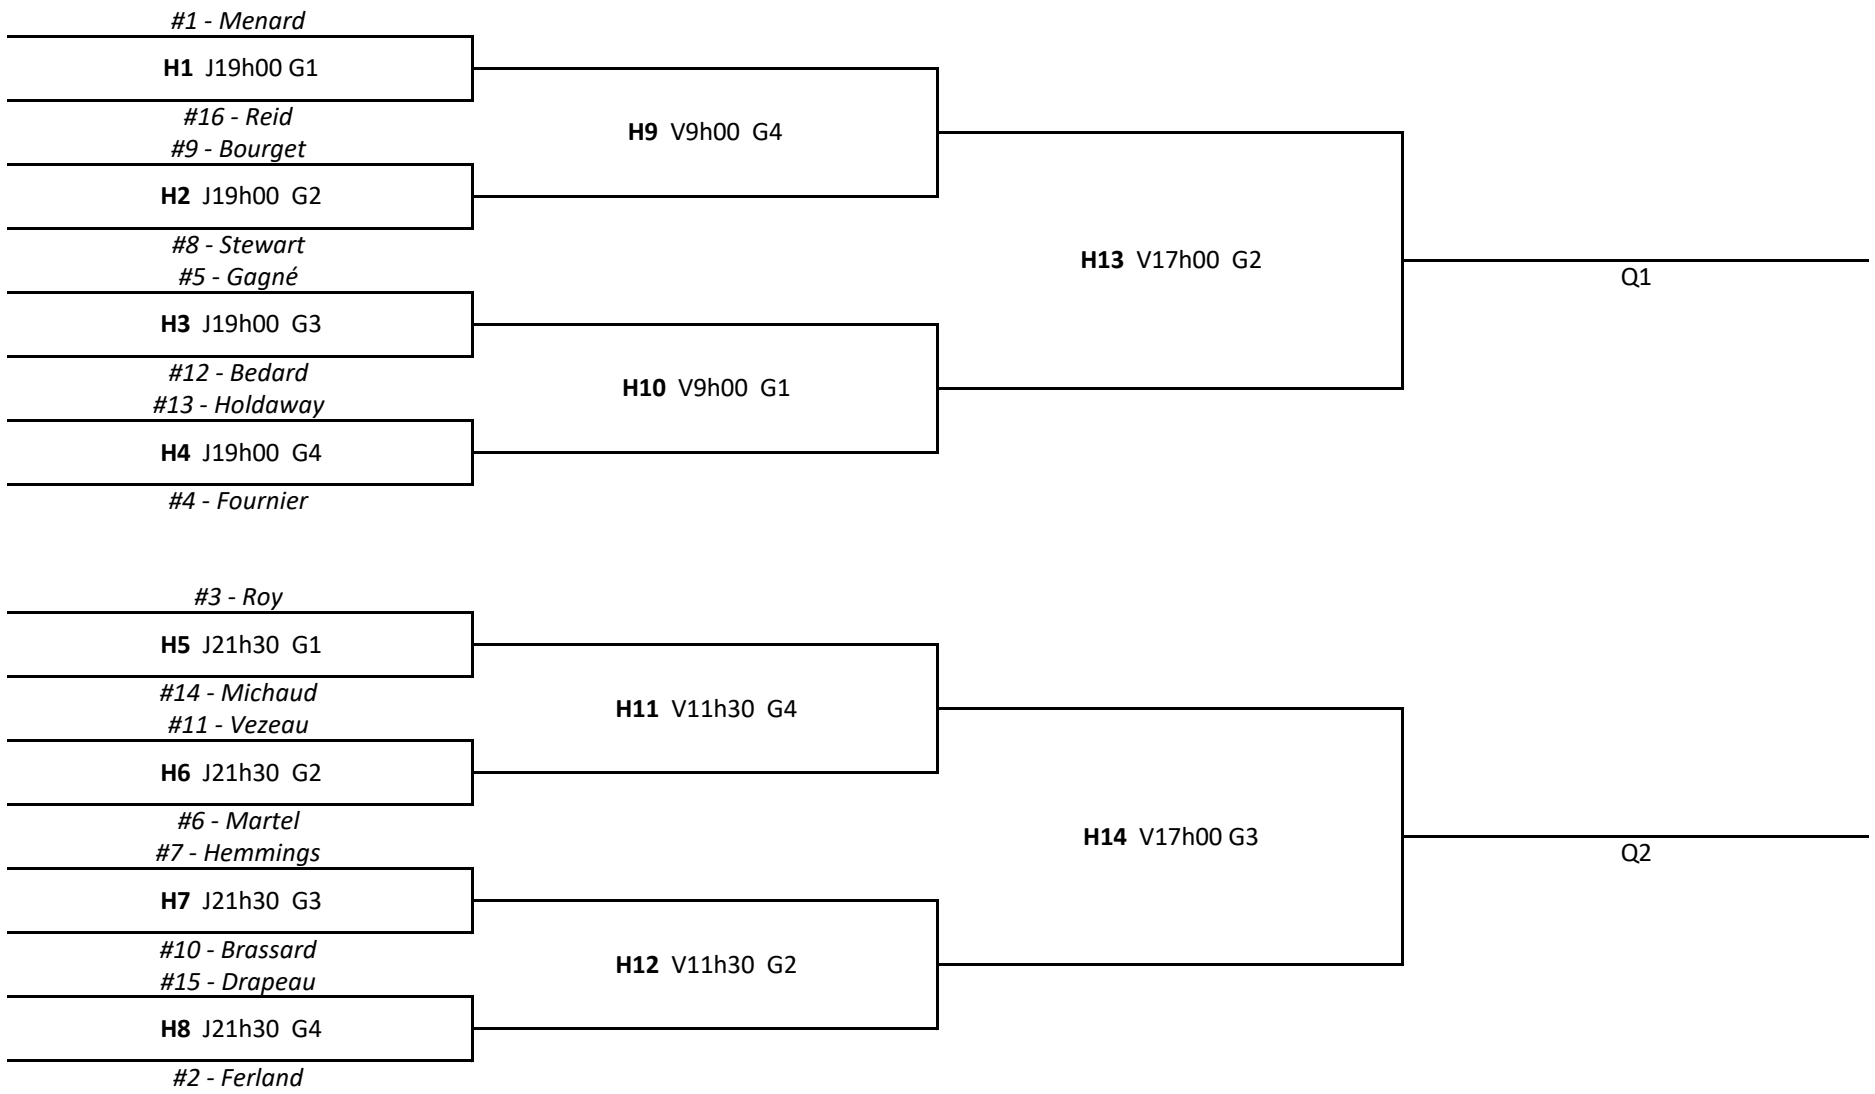 #1 - Menard
H1 J19h00 G1
#16 - Reid
#9 - Bourget
H9 V9h00 G4
H2 J19h00 G2
#8 - Stewart
#5 - Gagné
H13 V17h00 G2
Q1
H3 J19h00 G3
#12 - Bedard
#13 - Holdaway
H10 V9h00 G1
H4 J19h00 G4
#4 - Fournier
#3 - Roy
H5 J21h30 G1
#14 - Michaud
#11 - Vezeau
H11 V11h30 G4
H6 J21h30 G2
#6 - Martel
#7 - Hemmings
H14 V17h00 G3
Q2
H7 J21h30 G3
#10 - Brassard
#15 - Drapeau
H12 V11h30 G2
H8 J21h30 G4
#2 - Ferland